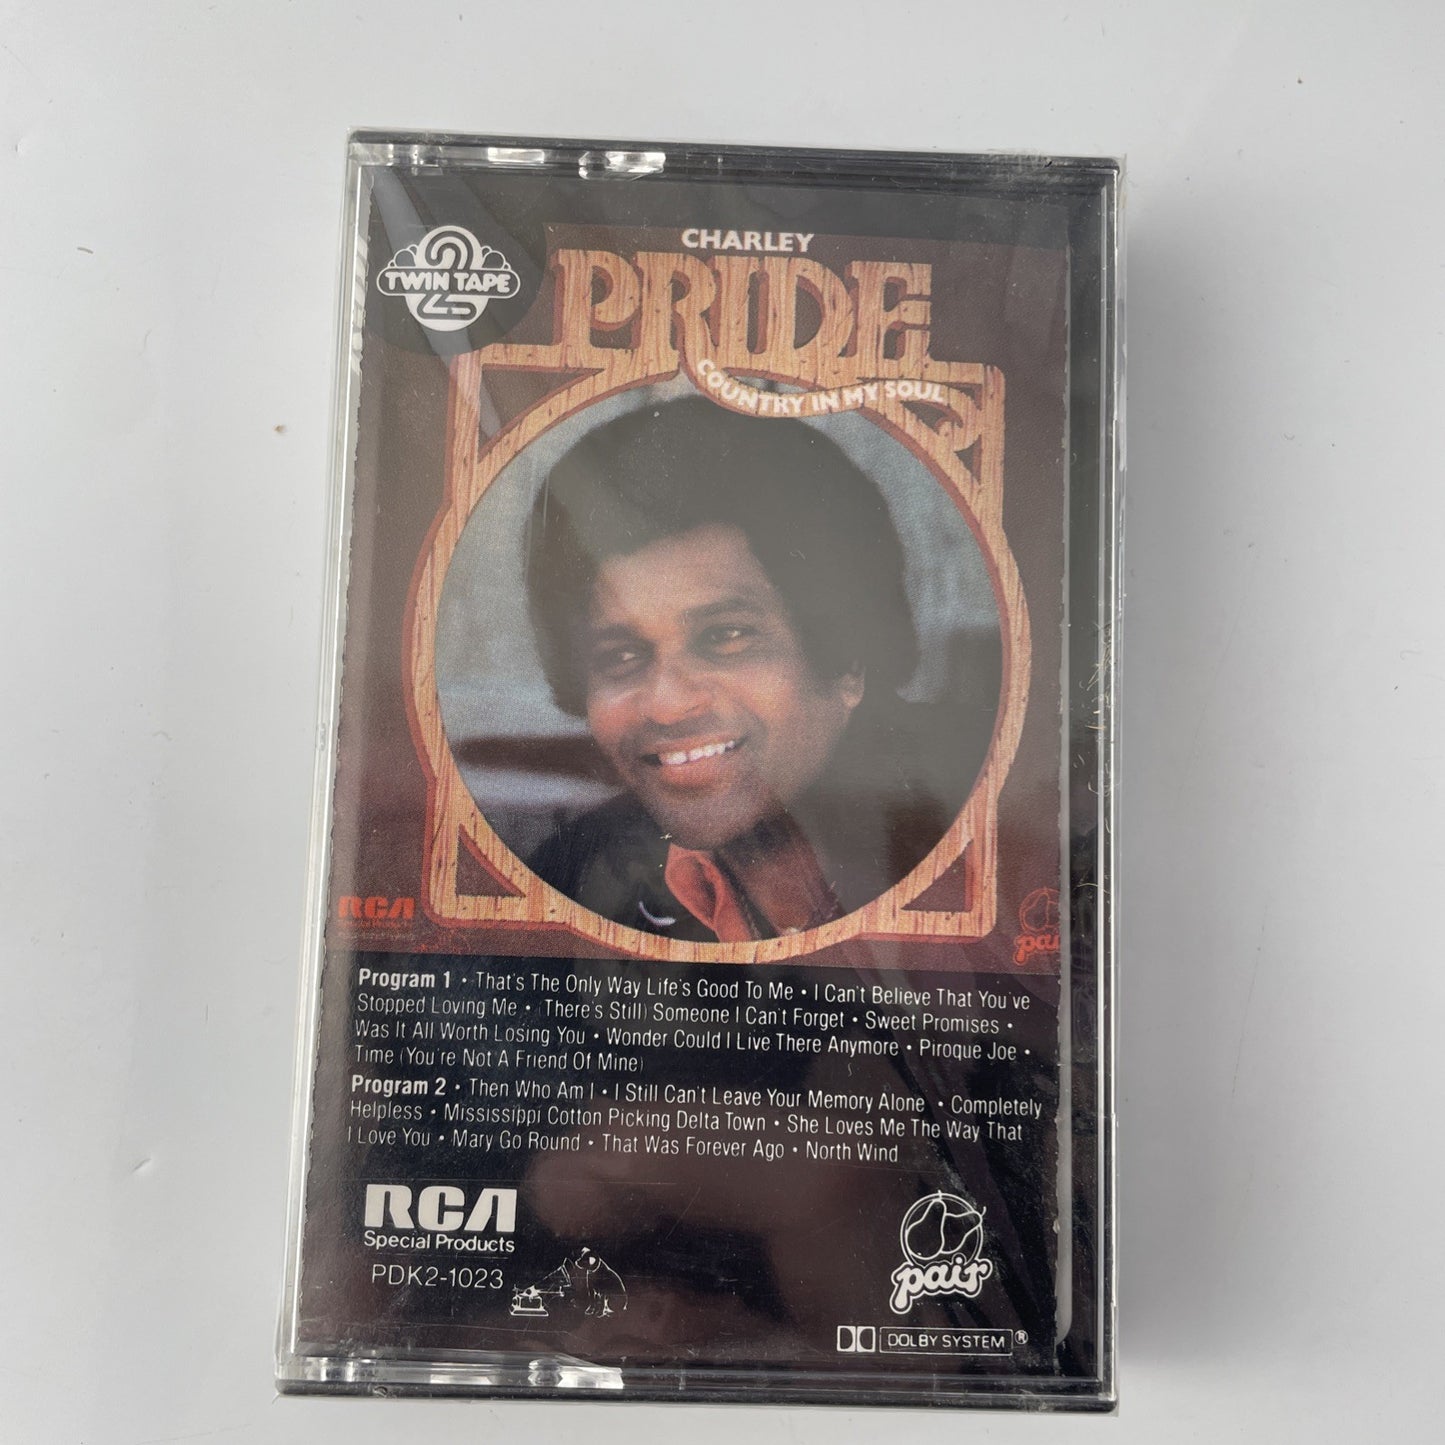 TWIN TAPE
2
CHARLEY
PRIDE
COUNTRY IN MY SOUL
RCA
pair
Program 1 • That's The Only Way Life's Good To Me • I Can't Believe That You've
Stopped Loving Me • (There's Still) Someone I Can't Forget • Sweet Promises •
Was It All Worth Losing You • Wonder Could I Live There Anymore • Piroque Joe •
Time (You're Not A Friend Of Mine)
Program 2 • Then Who Am I • I Still Can't Leave Your Memory Alone • Completely
Helpless • Mississippi Cotton Picking Delta Town • She Loves Me The Way That
I Love You • Mary Go Round • That Was Forever Ago • North Wind
RCA
Special Products
PDK2-1023
pair
DOLBY SYSTEM ®